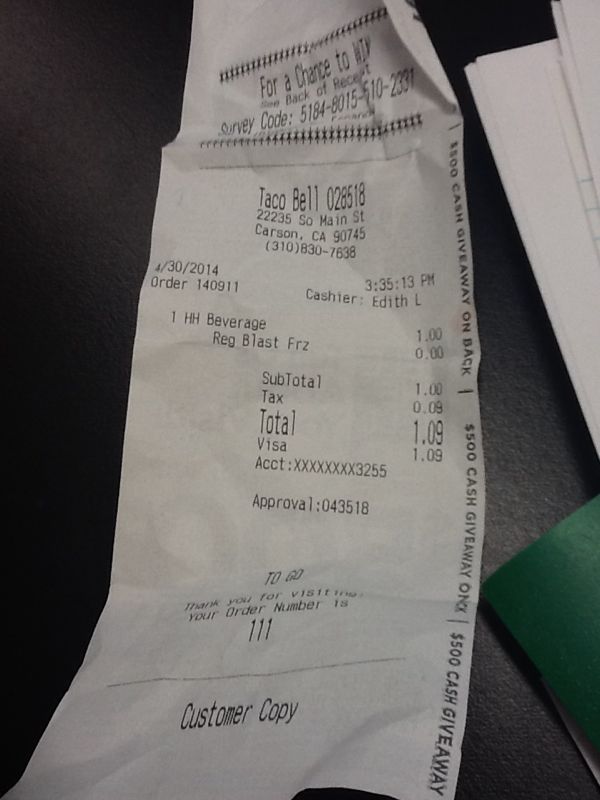 For a Chance to WIN
See Back of Receipt
Survey Code: 5184-8015-510-2331
Taco Bell 028518
22235 So Main St
Carson, CA 90745
(310)830-7638
4/30/2014 3:35:13 PM
Order 140911 Cashier: Edith L
1 HH Beverage 1.00
Reg Blast Frz 0.00
SubTotal 1.00
Tax 0.09
Total 1.09
Visa 1.09
Acct:XXXXXXXX3255
Approval:043518
TO GO
Thank you for visiting.
Your Order Number is
111
Customer Copy
$500 CASH GIVEAWAY ON BACK | $500 CASH GIVEAWAY ON | $500 CASH GIVEAWAY